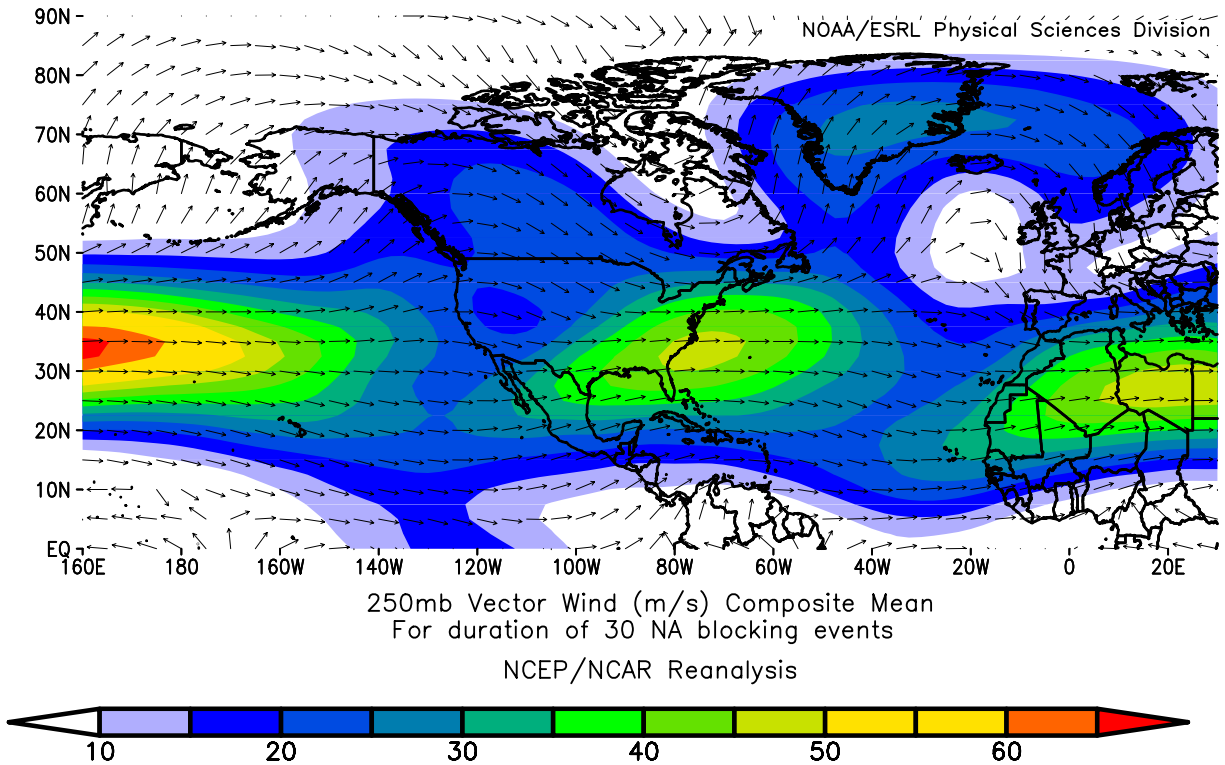 90N
NOAA/ESRL Physical Sciences Division
80N
70N
60N
50N
40N
30N
20N
10N
EQ
160E 180 160W 140W 120W 100W 80W 60W 40W 20W 0 20E
250mb Vector Wind (m/s) Composite Mean
For duration of 30 NA blocking events
NCEP/NCAR Reanalysis
10 20 30 40 50 60